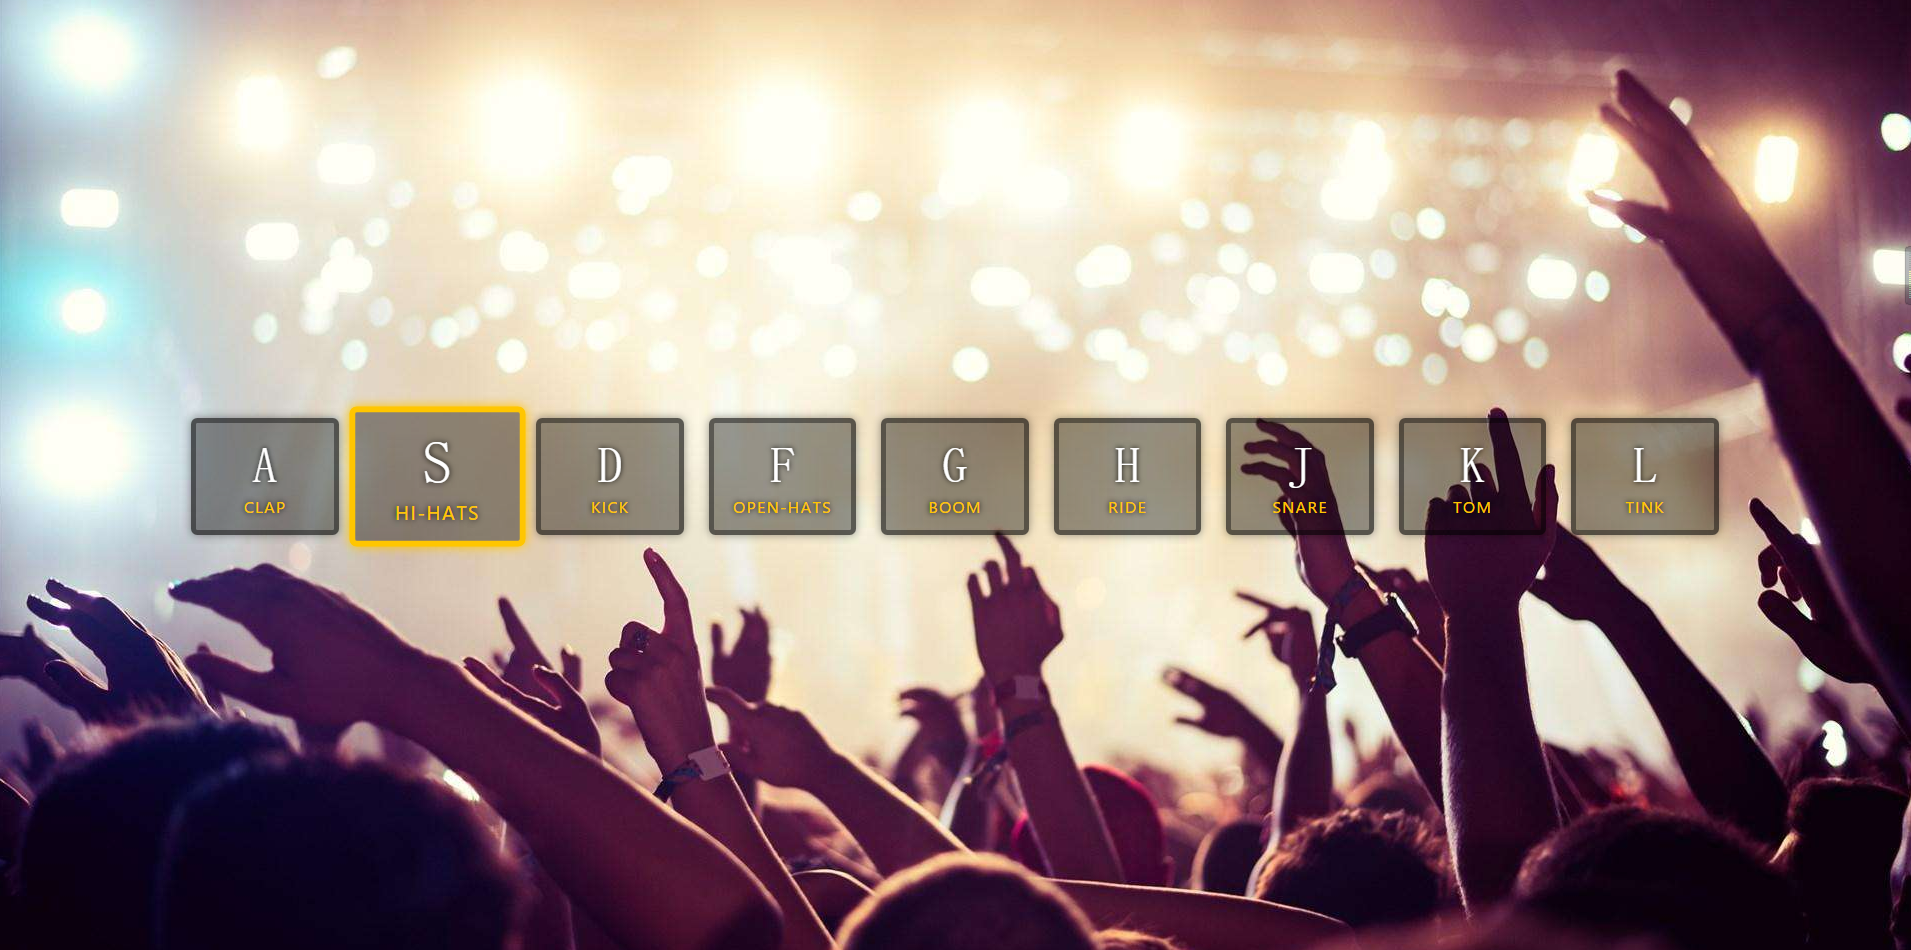 A S D F G H J K L
CLAP HI-HATS KICK OPEN-HATS BOOM RIDE SNARE TOM TINK